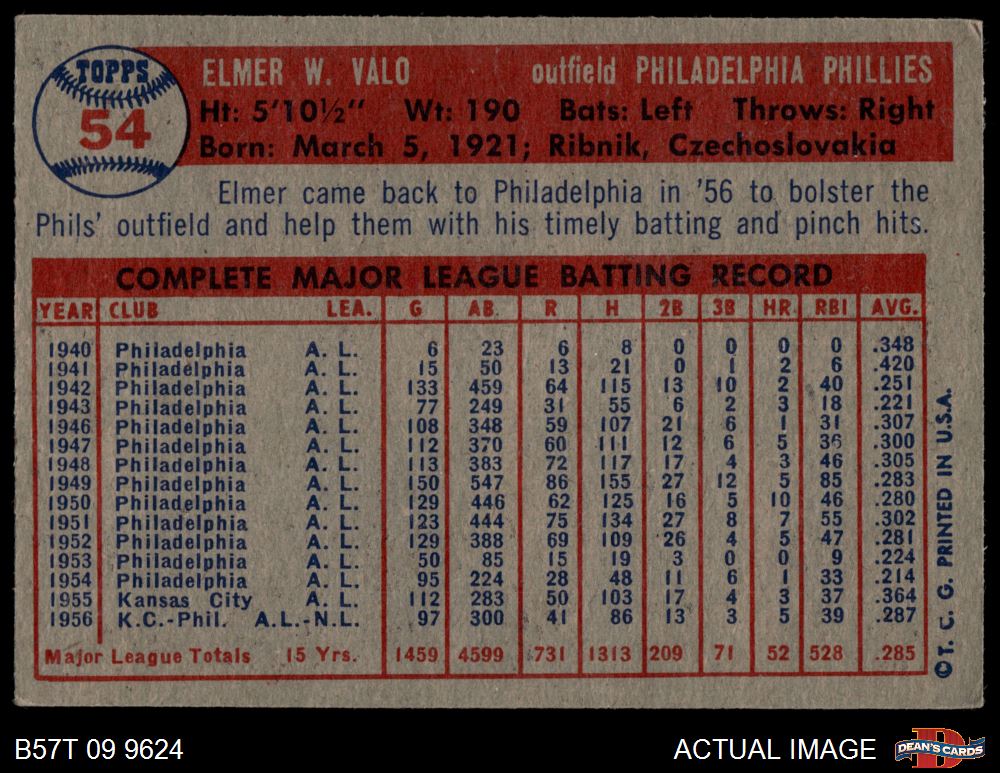 TOPPS
54
ELMER W. VALO outfield PHILADELPHIA PHILLIES
Ht: 5'10½" Wt: 190 Bats: Left Throws: Right
Born: March 5, 1921; Ribnik, Czechoslovakia
Elmer came back to Philadelphia in '56 to bolster the
Phils' outfield and help them with his timely batting and pinch hits.
COMPLETE MAJOR LEAGUE BATTING RECORD
YEAR CLUB LEA. G AB R H 2B 3B HR RBI AVG.
1940 Philadelphia A. L. 6 23 6 8 0 0 0 0 .348
1941 Philadelphia A. L. 15 50 13 21 0 1 2 6 .420
1942 Philadelphia A. L. 133 459 64 115 13 10 2 40 .251
1943 Philadelphia A. L. 77 249 31 55 6 2 3 18 .221
1946 Philadelphia A. L. 108 348 59 107 21 6 1 31 .307
1947 Philadelphia A. L. 112 370 60 111 12 6 5 36 .300
1948 Philadelphia A. L. 113 383 72 117 17 4 3 46 .305
1949 Philadelphia A. L. 150 547 86 155 27 12 5 85 .283
1950 Philadelphia A. L. 129 446 62 125 16 5 10 46 .280
1951 Philadelphia A. L. 123 444 75 134 27 8 7 55 .302
1952 Philadelphia A. L. 129 388 69 109 26 4 5 47 .281
1953 Philadelphia A. L. 50 85 15 19 3 0 0 9 .224
1954 Philadelphia A. L. 95 224 28 48 11 6 1 33 .214
1955 Kansas City A. L. 112 283 50 103 17 4 3 37 .364
1956 K.C.-Phil. A.L.-N.L. 97 300 41 86 13 3 5 39 .287
Major League Totals 15 Yrs. 1459 4599 731 1313 209 71 52 528 .285
©T. C. G. PRINTED IN U.S.A.
B57T 09 9624
ACTUAL IMAGE
D
DEAN'S CARDS